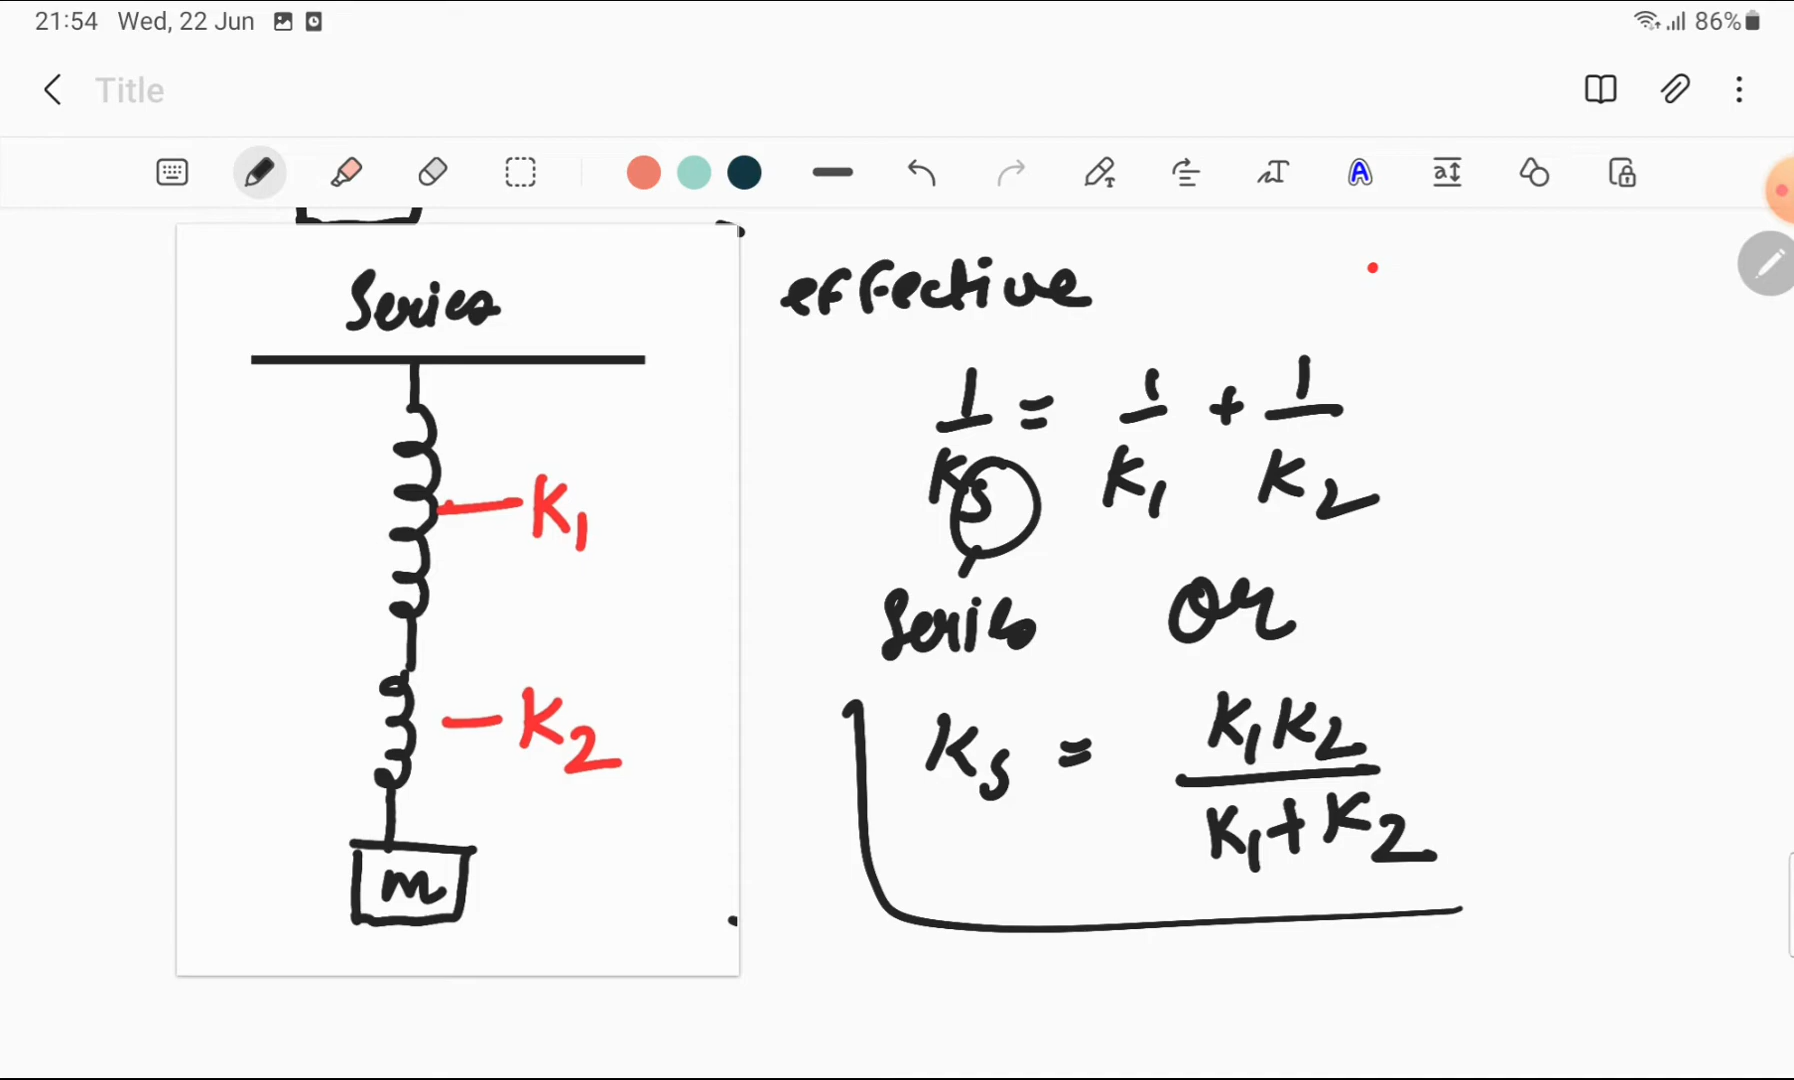 21:54 Wed, 22 Jun
86%
Title
Series
K1
K2
m
effective
1/Ks = 1/K1 + 1/K2
Series or
Ks = K1K2/K1+K2